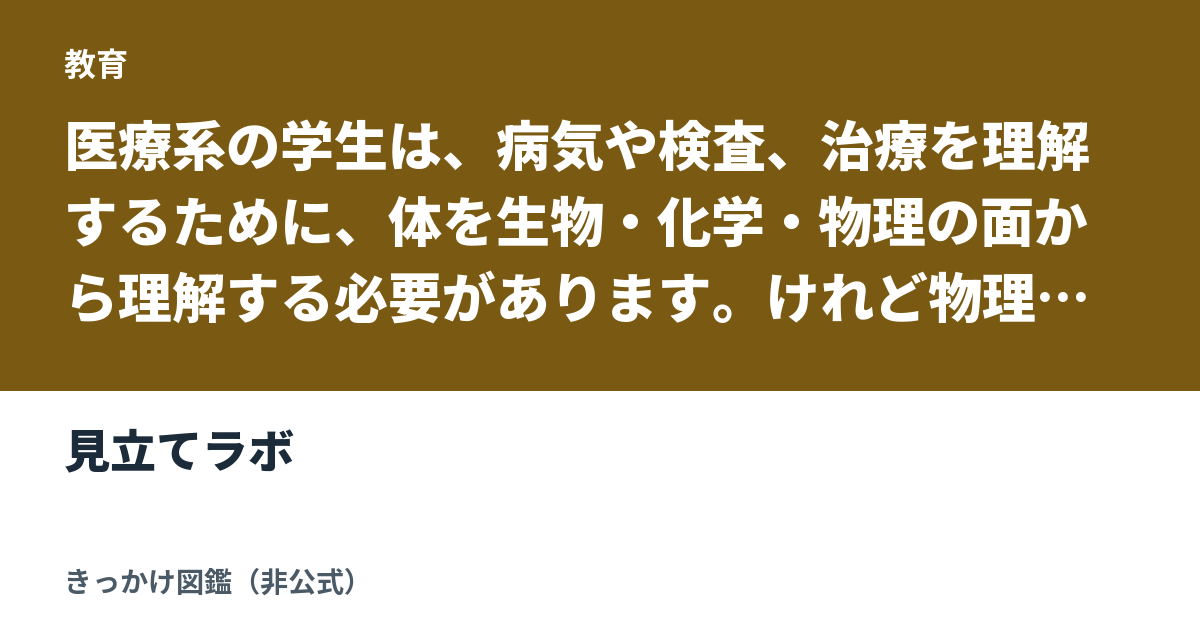 教育
医療系の学生は、病気や検査、治療を理解
するために、体を生物・化学・物理の面か
ら理解する必要があります。けれど物理…
見立てラボ
きっかけ図鑑（非公式）